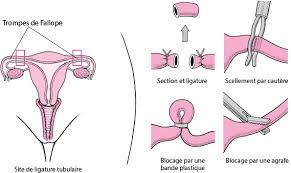 Trompes de Fallope
Site de ligature tubulaire
Section et ligature
Scellement par cautère
Blocage par une
bande plastique
Blocage par une agrafe